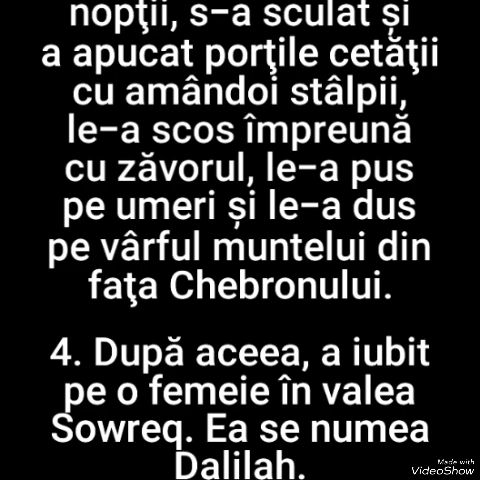 nopţii, s-a sculat și
a apucat porţile cetăţii
cu amândoi stâlpii,
le-a scos împreună
cu zăvorul, le-a pus
pe umeri și le-a dus
pe vârful muntelui din
faţa Chebronului.
4. După aceea, a iubit
pe o femeie în valea
Sowreq. Ea se numea
Dalilah.
Made with
VideoShow